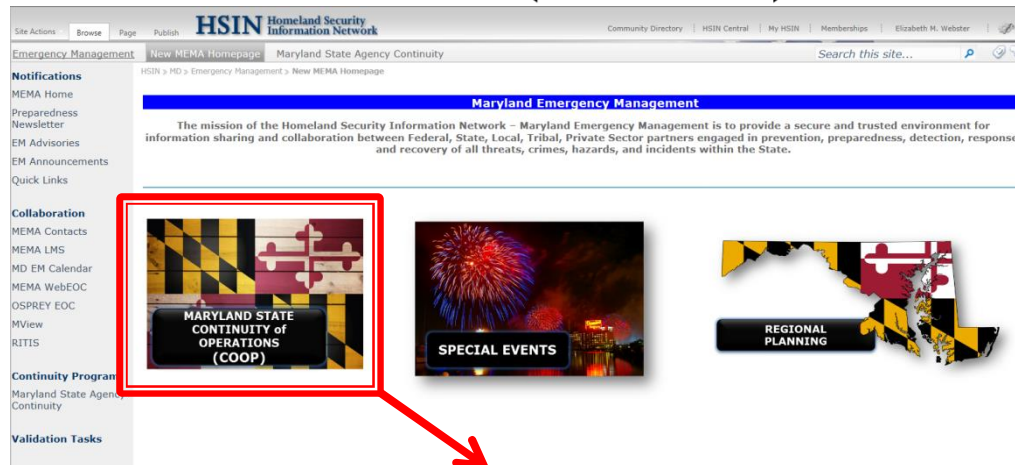 Site Actions Browse Page Publish HSIN Homeland Security Information Network Community Directory | HSIN Central | My HSIN | Memberships | Elizabeth M. Webster
Emergency Management New MEMA Homepage Maryland State Agency Continuity Search this site...
HSIN > MD > Emergency Management > New MEMA Homepage
Notifications
MEMA Home
Preparedness
Newsletter
EM Advisories
EM Announcements
Quick Links
Collaboration
MEMA Contacts
MEMA LMS
MD EM Calendar
MEMA WebEOC
OSPREY EOC
MView
RITIS
Continuity Program
Maryland State Agency
Continuity
Validation Tasks
Maryland Emergency Management
The mission of the Homeland Security Information Network – Maryland Emergency Management is to provide a secure and trusted environment for
information sharing and collaboration between Federal, State, Local, Tribal, Private Sector partners engaged in prevention, preparedness, detection, response
and recovery of all threats, crimes, hazards, and incidents within the State.
MARYLAND STATE
CONTINUITY of
OPERATIONS
(COOP)
SPECIAL EVENTS
REGIONAL
PLANNING